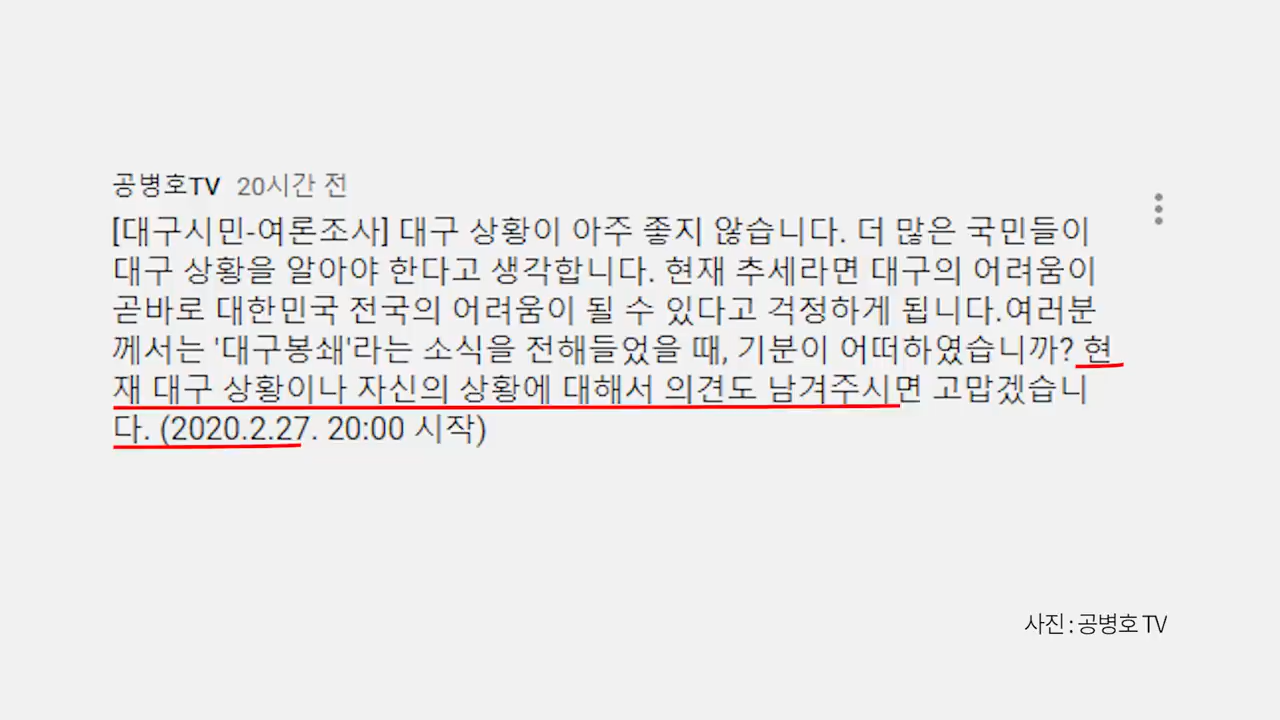 공병호TV 20시간 전
[대구시민-여론조사] 대구 상황이 아주 좋지 않습니다. 더 많은 국민들이
대구 상황을 알아야 한다고 생각합니다. 현재 추세라면 대구의 어려움이
곧바로 대한민국 전국의 어려움이 될 수 있다고 걱정하게 됩니다.여러분
께서는 '대구봉쇄'라는 소식을 전해들었을 때, 기분이 어떠하였습니까? 현
재 대구 상황이나 자신의 상황에 대해서 의견도 남겨주시면 고맙겠습니
다. (2020.2.27. 20:00 시작)
사진 : 공병호 TV